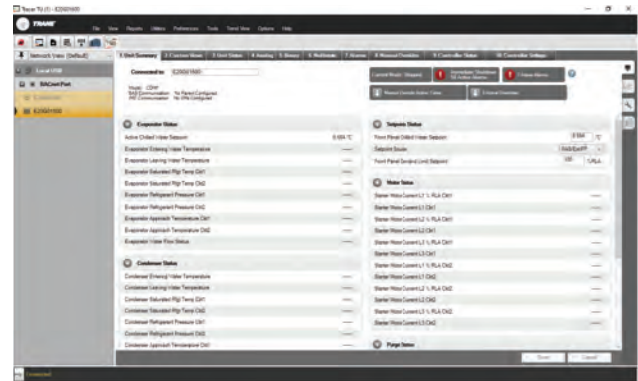 Tracer TU (1) - E20G01600
TRANE
File View Reports Utilities Preferences Tools Trend View Options Help
Network View (Default)
1 Unit Summary 2 Custom View 3 Unit Status 4 Analog 5 Binary 6 Multistate 7 Alarms 8 Manual Override 9 Controller Status 10 Controller Settings
Local USB
BACnet Port
E20G01600
Connected to: E20G01600
Current Mode: Stopped
Immediate Shutdown
Active Alarms
Evaporator Status
Active Chilled Water Setpoint
Evaporator Entering Water Temperature
Evaporator Leaving Water Temperature
Evaporator Saturated Rfgt Temp Ckt1
Evaporator Saturated Rfgt Temp Ckt2
Evaporator Refrigerant Pressure Ckt1
Evaporator Refrigerant Pressure Ckt2
Evaporator Approach Temperature Ckt1
Evaporator Approach Temperature Ckt2
Evaporator Water Flow Status
Condenser Status
Condenser Entering Water Temperature
Condenser Leaving Water Temperature
Condenser Saturated Rfgt Temp Ckt1
Condenser Saturated Rfgt Temp Ckt2
Condenser Refrigerant Pressure Ckt1
Condenser Refrigerant Pressure Ckt2
Condenser Approach Temperature Ckt1
Setpoint Status
Front Panel Chilled Water Setpoint
Setpoint Source
Front Panel Demand Limit Setpoint
Motor Status
Starter Motor Current L1 % RLA Ckt1
Starter Motor Current L1 Ckt1
Starter Motor Current L2 % RLA Ckt1
Starter Motor Current L2 Ckt1
Starter Motor Current L3 % RLA Ckt1
Starter Motor Current L3 Ckt1
Starter Motor Current L1 % RLA Ckt2
Starter Motor Current L1 Ckt2
Starter Motor Current L2 % RLA Ckt2
Starter Motor Current L2 Ckt2
Starter Motor Current L3 % RLA Ckt2
Starter Motor Current L3 Ckt2
Purge Status
Save Cancel
Connected